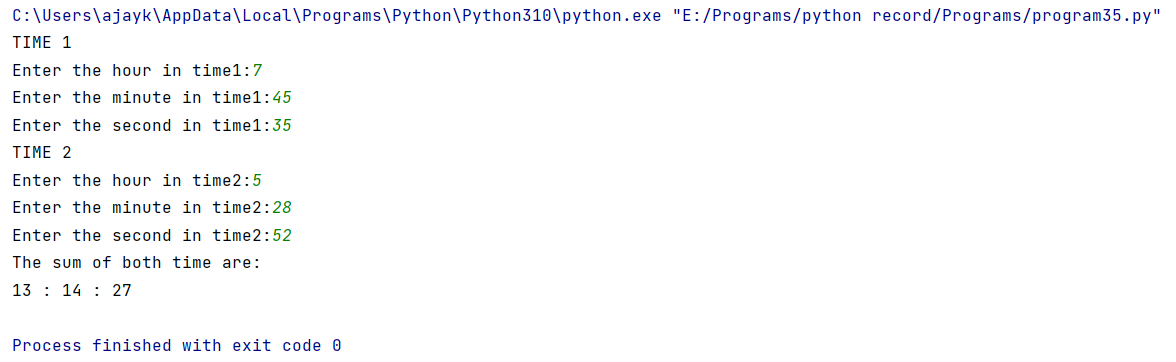 C:\Users\ajayk\AppData\Local\Programs\Python\Python310\python.exe "E:/Programs/python record/Programs/program35.py"
TIME 1
Enter the hour in time1:7
Enter the minute in time1:45
Enter the second in time1:35
TIME 2
Enter the hour in time2:5
Enter the minute in time2:28
Enter the second in time2:52
The sum of both time are:
13 : 14 : 27
Process finished with exit code 0